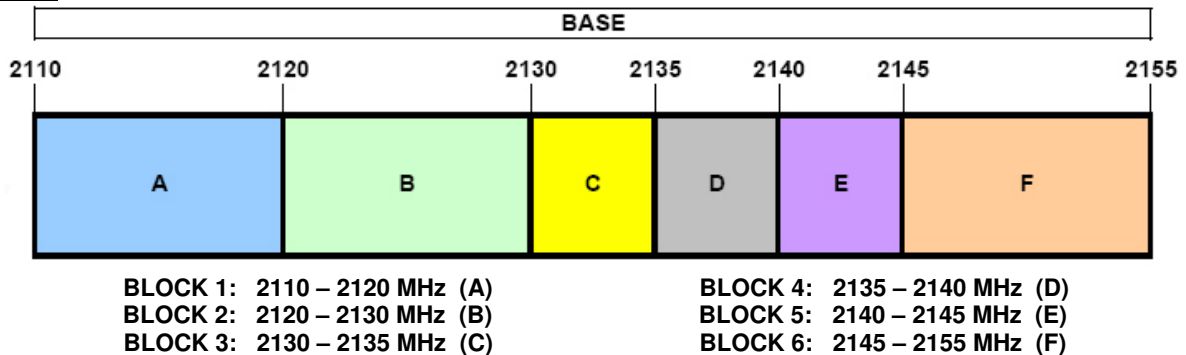 BASE
2110 2120 2130 2135 2140 2145 2155
A B C D E F
BLOCK 1: 2110 – 2120 MHz (A)
BLOCK 2: 2120 – 2130 MHz (B)
BLOCK 3: 2130 – 2135 MHz (C)
BLOCK 4: 2135 – 2140 MHz (D)
BLOCK 5: 2140 – 2145 MHz (E)
BLOCK 6: 2145 – 2155 MHz (F)